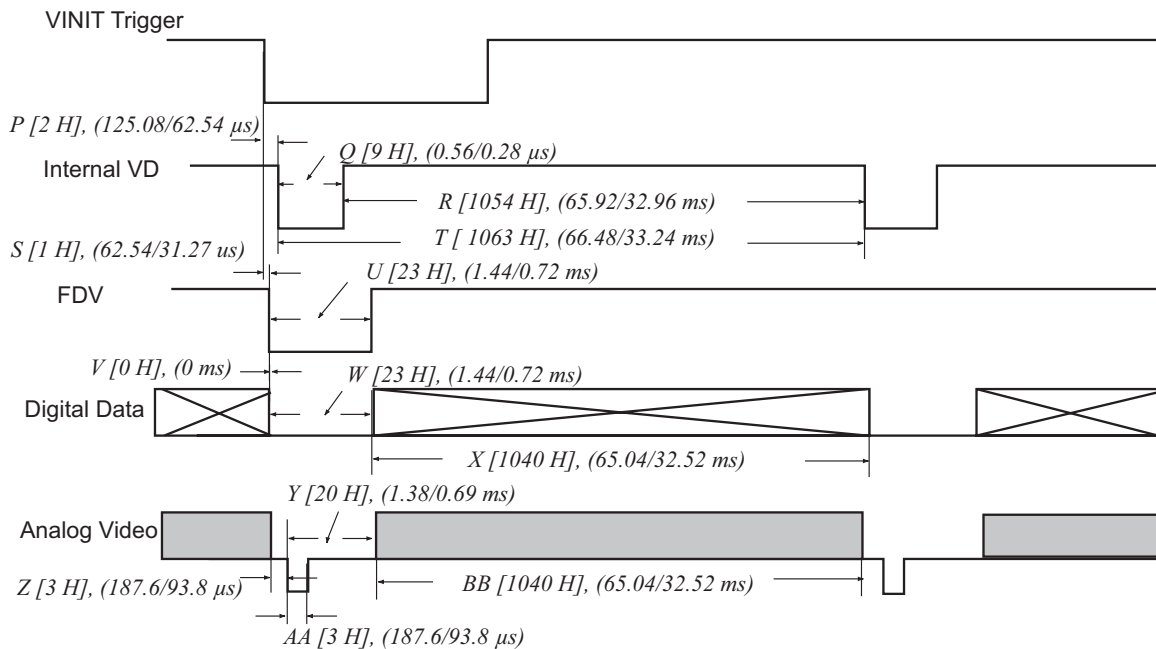 VINIT Trigger
P [2 H], (125.08/62.54 µs)
Q [9 H], (0.56/0.28 µs)
Internal VD
R [1054 H], (65.92/32.96 ms)
T [ 1063 H], (66.48/33.24 ms)
S [1 H], (62.54/31.27 us)
U [23 H], (1.44/0.72 ms)
FDV
V [0 H], (0 ms)
W [23 H], (1.44/0.72 ms)
Digital Data
X [1040 H], (65.04/32.52 ms)
Y [20 H], (1.38/0.69 ms)
Analog Video
Z [3 H], (187.6/93.8 µs)
BB [1040 H], (65.04/32.52 ms)
AA [3 H], (187.6/93.8 µs)